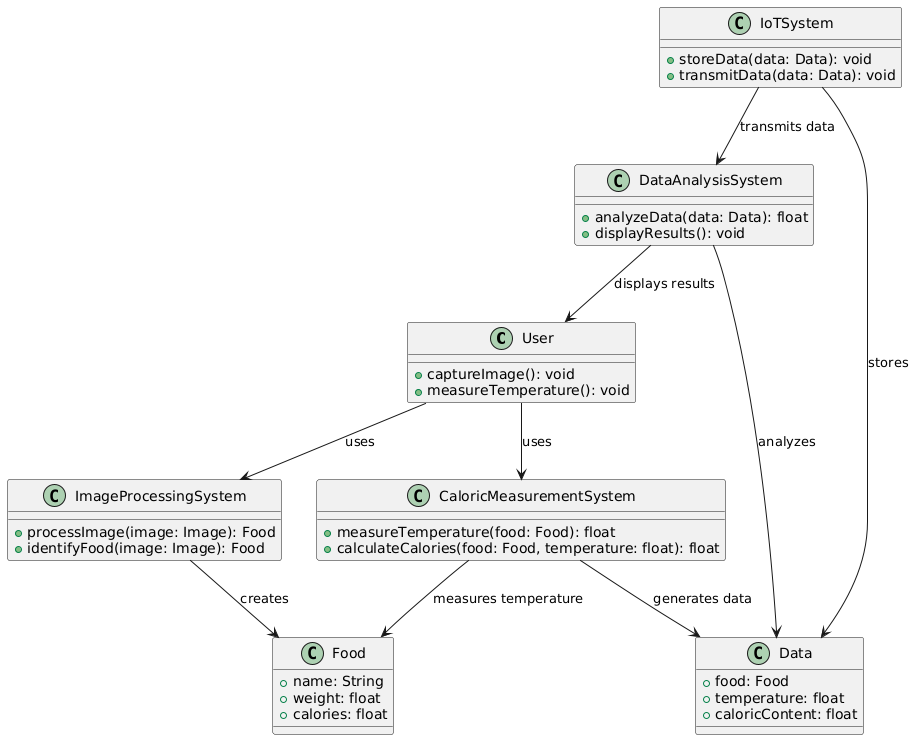 C IoTSystem
storeData(data: Data): void
transmitData(data: Data): void
transmits data
C DataAnalysisSystem
analyzeData(data: Data): float
displayResults(): void
displays results
C User
captureImage(): void
measureTemperature(): void
stores
uses
uses
analyzes
C ImageProcessingSystem
processImage(image: Image): Food
identifyFood(image: Image): Food
C CaloricMeasurementSystem
measureTemperature(food: Food): float
calculateCalories(food: Food, temperature: float): float
creates
measures temperature
generates data
C Food
name: String
weight: float
calories: float
C Data
food: Food
temperature: float
caloricContent: float